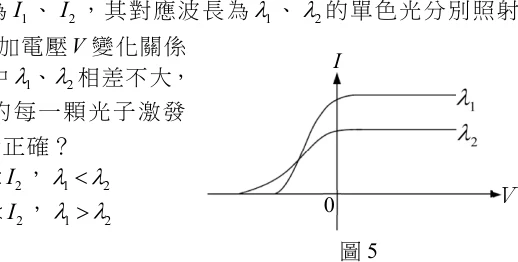 為 I₁、I₂，其對應波長為 λ₁、λ₂ 的單色光分別照射
加電壓 V 變化關係
中 λ₁、λ₂ 相差不大，
的每一顆光子激發
正確？
I₂，λ₁ < λ₂
I₂，λ₁ > λ₂
I
λ₁
λ₂
0
V
圖 5